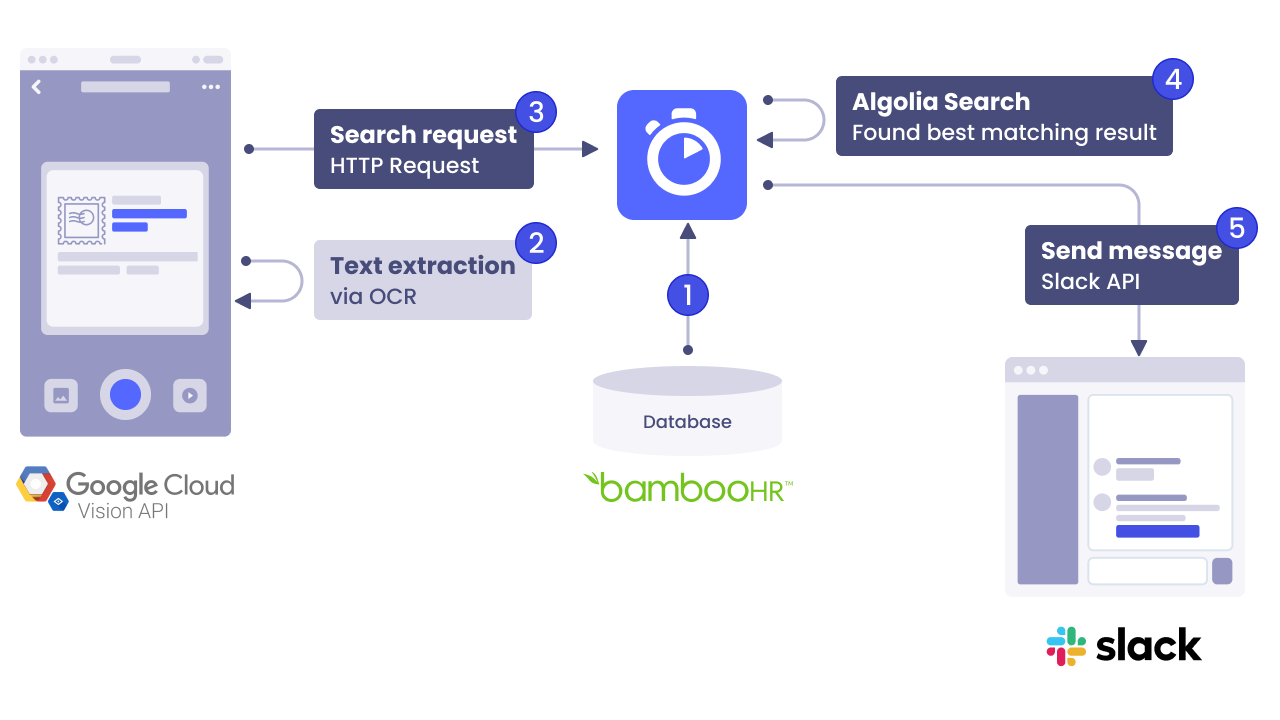 3
Search request
HTTP Request
2
Text extraction
via OCR
1
Database
4
Algolia Search
Found best matching result
5
Send message
Slack API
Google Cloud
Vision API
bambooHR™
slack